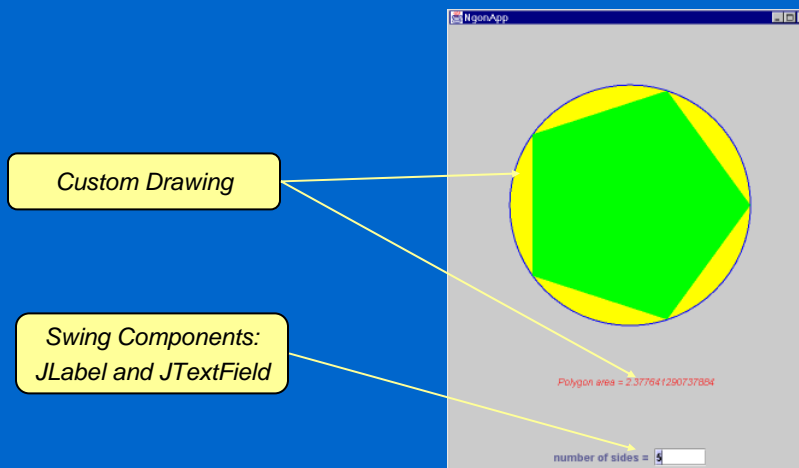 NgonApp
Custom Drawing
Swing Components:
JLabel and JTextField
Polygon area = 2.377641290737884
number of sides = 5